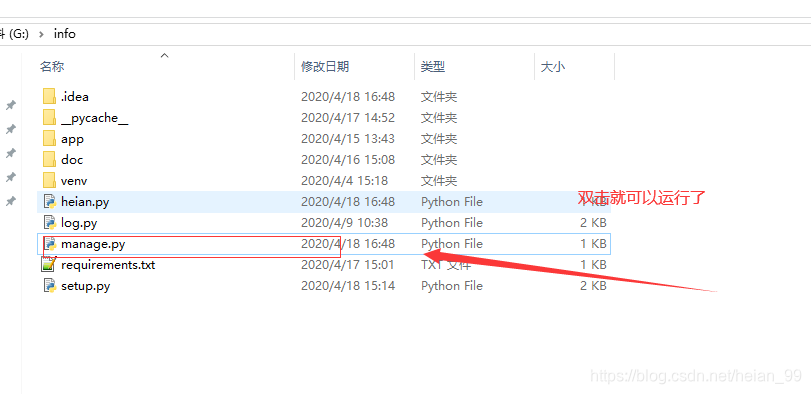 科 (G:) > info
名称 修改日期 类型 大小
.idea 2020/4/18 16:48 文件夹
__pycache__ 2020/4/17 14:52 文件夹
app 2020/4/18 15:39 文件夹
doc 2020/4/16 15:08 文件夹
venv 2020/4/4 15:18 文件夹
heian.py 2020/4/18 16:48 Python File KB
双击就可以运行了
log.py 2020/4/9 10:38 Python File 2 KB
manage.py 2020/4/18 16:48 Python File 1 KB
requirements.txt 2020/4/17 15:01 TXT 文件 1 KB
setup.py 2020/4/18 15:14 Python File 2 KB
https://blog.csdn.net/heian_99